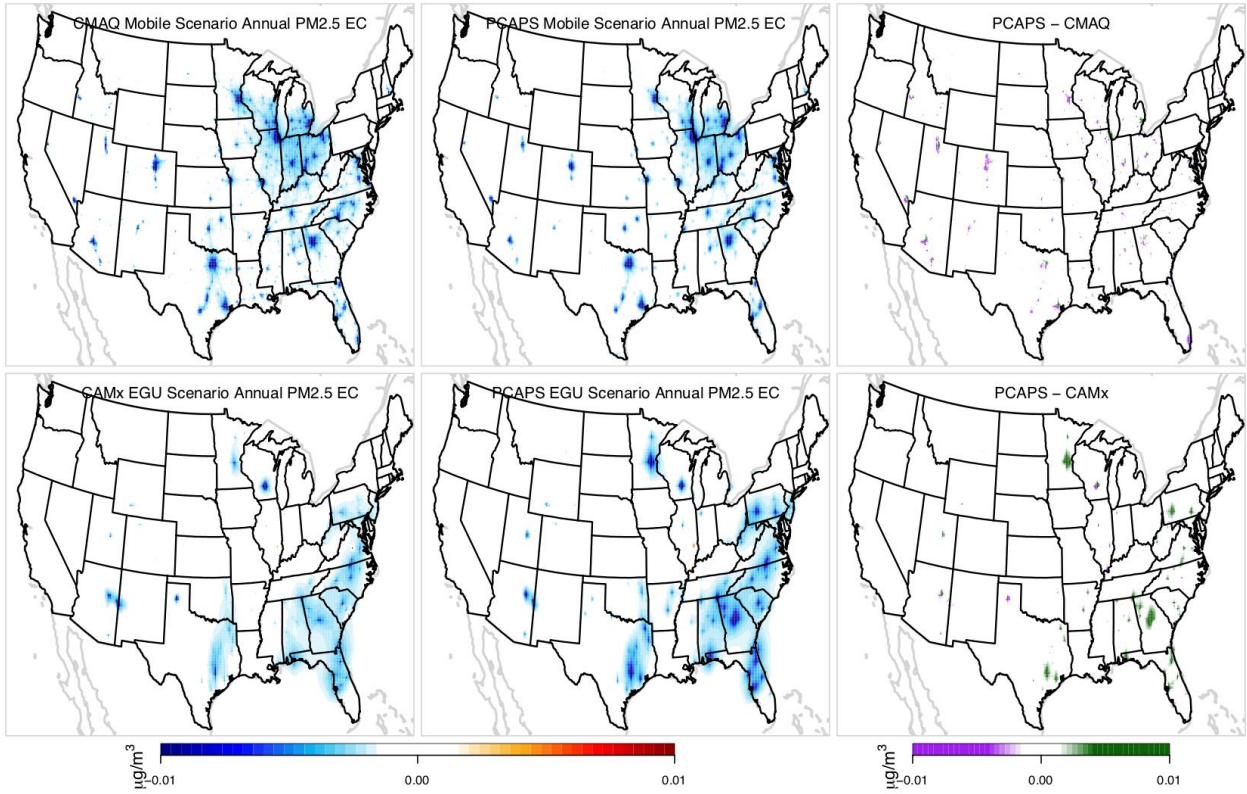 CMAQ Mobile Scenario Annual PM2.5 EC
PCAPS Mobile Scenario Annual PM2.5 EC
PCAPS − CMAQ
CAMx EGU Scenario Annual PM2.5 EC
PCAPS EGU Scenario Annual PM2.5 EC
PCAPS − CAMx
μg/m³
−0.01
0.00
0.01
μg/m³
−0.01
0.00
0.01